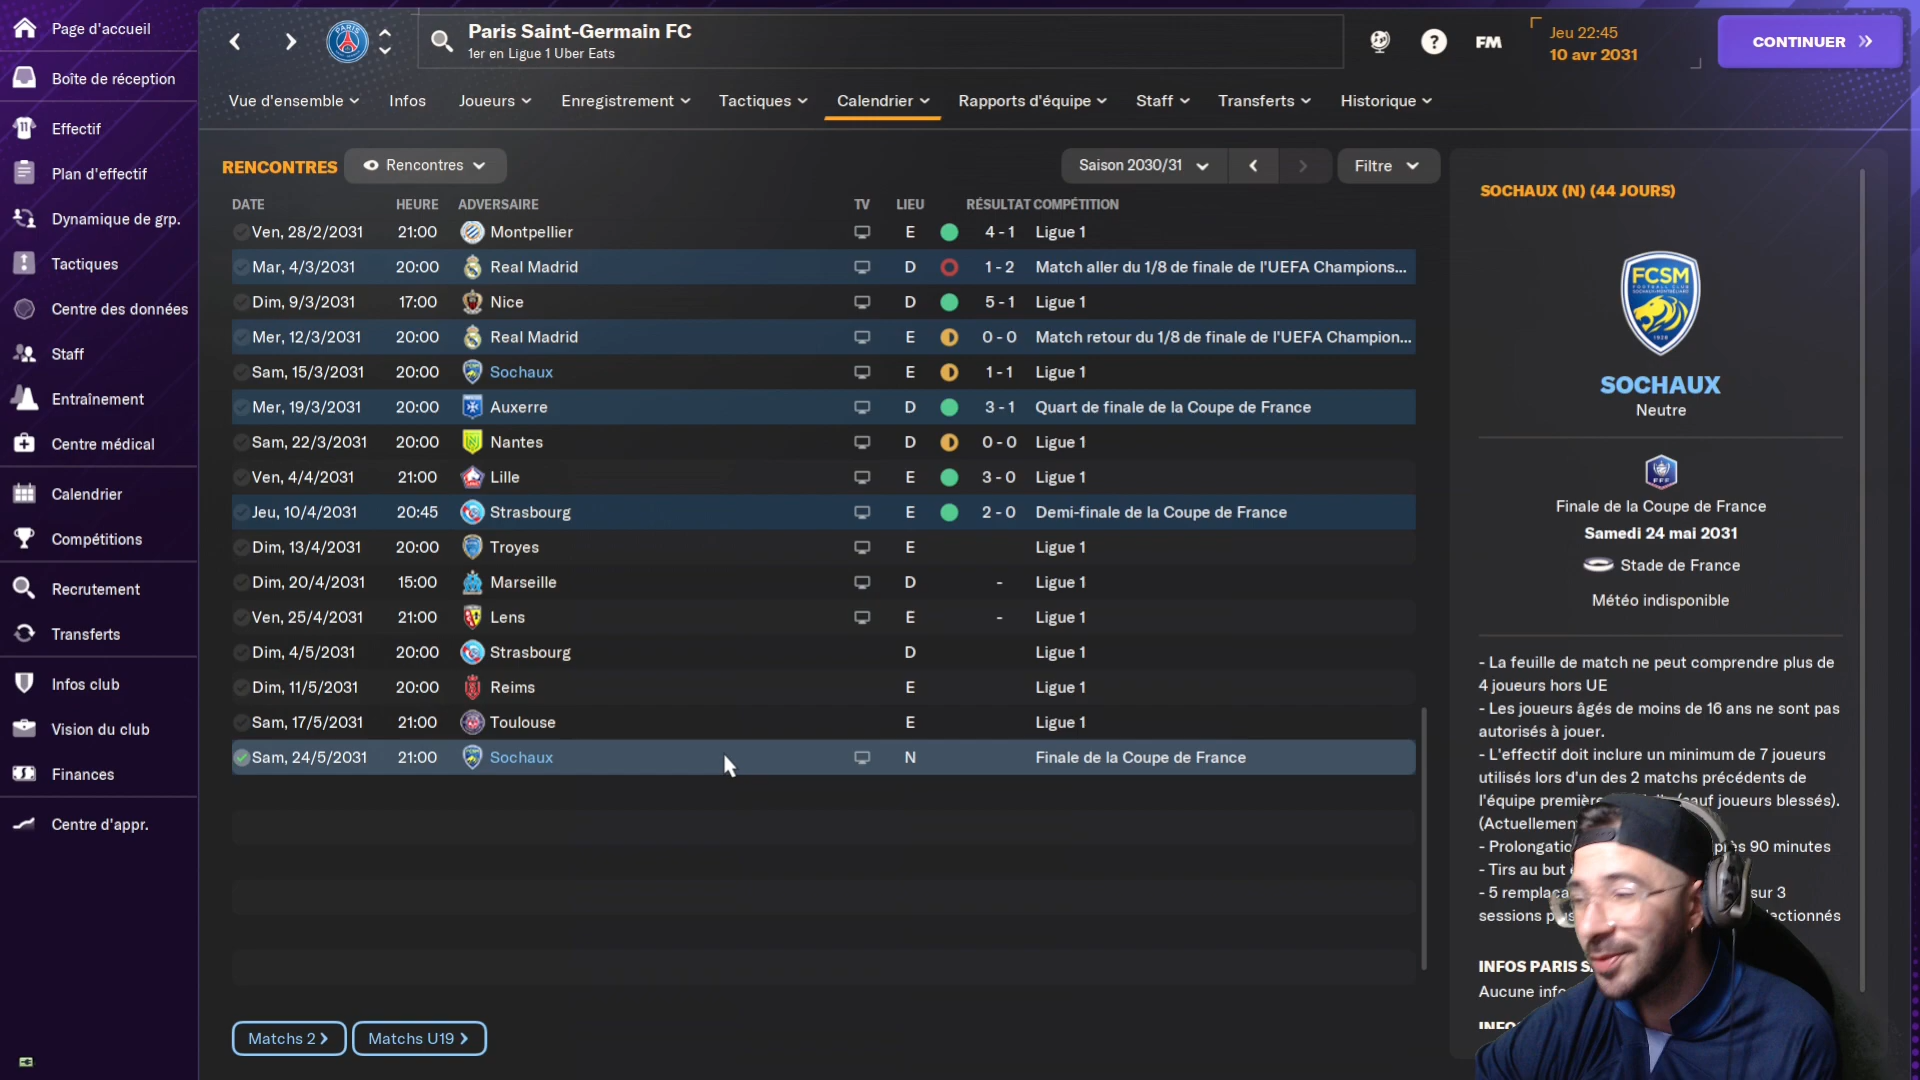 Page d'accueil
Boîte de réception
Effectif
Plan d'effectif
Dynamique de grp.
Tactiques
Centre des données
Staff
Entraînement
Centre médical
Calendrier
Compétitions
Recrutement
Transferts
Infos club
Vision du club
Finances
Centre d'appr.
Paris Saint-Germain FC
1er en Ligue 1 Uber Eats
FM
Jeu 22:45
10 avr 2031
CONTINUER
Vue d'ensemble Infos Joueurs Enregistrement Tactiques Calendrier Rapports d'équipe Staff Transferts Historique
RENCONTRES Rencontres Saison 2030/31 Filtre
DATE HEURE ADVERSAIRE TV LIEU RÉSULTAT COMPÉTITION
Ven, 28/2/2031 21:00 Montpellier E 4 - 1 Ligue 1
Mar, 4/3/2031 20:00 Real Madrid D 1 - 2 Match aller du 1/8 de finale de l'UEFA Champions...
Dim, 9/3/2031 17:00 Nice D 5 - 1 Ligue 1
Mer, 12/3/2031 20:00 Real Madrid E 0 - 0 Match retour du 1/8 de finale de l'UEFA Champion...
Sam, 15/3/2031 20:00 Sochaux E 1 - 1 Ligue 1
Mer, 19/3/2031 20:00 Auxerre D 3 - 1 Quart de finale de la Coupe de France
Sam, 22/3/2031 20:00 Nantes D 0 - 0 Ligue 1
Ven, 4/4/2031 21:00 Lille E 3 - 0 Ligue 1
Jeu, 10/4/2031 20:45 Strasbourg E 2 - 0 Demi-finale de la Coupe de France
Dim, 13/4/2031 20:00 Troyes E Ligue 1
Dim, 20/4/2031 15:00 Marseille D - Ligue 1
Ven, 25/4/2031 21:00 Lens E - Ligue 1
Dim, 4/5/2031 20:00 Strasbourg D Ligue 1
Dim, 11/5/2031 20:00 Reims E Ligue 1
Sam, 17/5/2031 21:00 Toulouse E Ligue 1
Sam, 24/5/2031 21:00 Sochaux N Finale de la Coupe de France
Matchs 2 Matchs U19
SOCHAUX (N) (44 JOURS)
FCSM
SOCHAUX
Neutre
FFF
Finale de la Coupe de France
Samedi 24 mai 2031
Stade de France
Météo indisponible
- La feuille de match ne peut comprendre plus de
4 joueurs hors UE
- Les joueurs âgés de moins de 16 ans ne sont pas
autorisés à jouer.
- L'effectif doit inclure un minimum de 7 joueurs
utilisés lors d'un des 2 matchs précédents de
l'équipe première joueurs blessés).
90 minutes
- Tirs au but
- 5 sur 3
sessions
INFOS PARIS
Aucune